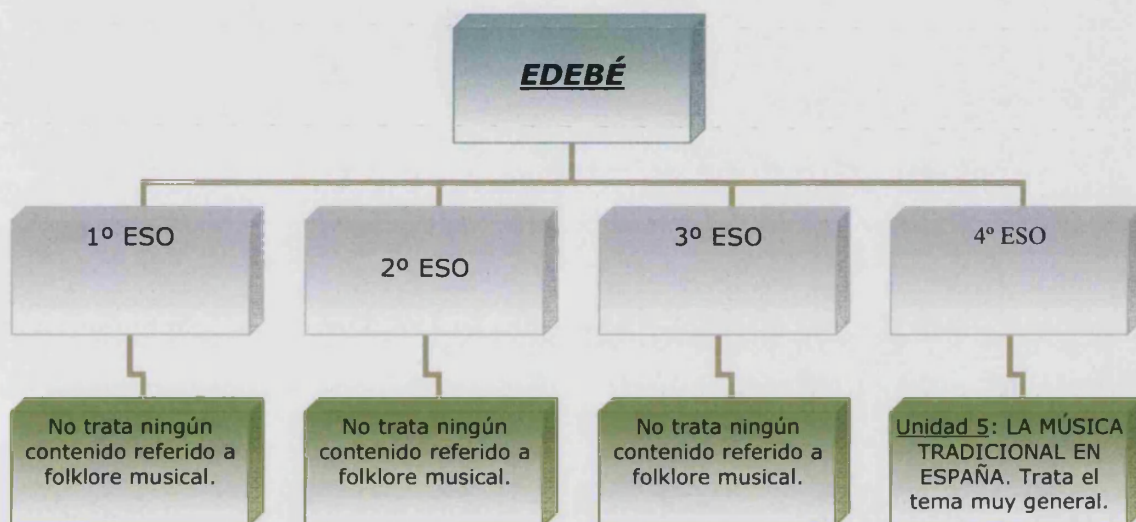 EDEBÉ
1º ESO
2º ESO
3º ESO
4º ESO
No trata ningún
contenido referido a
folklore musical.
No trata ningún
contenido referido a
folklore musical.
No trata ningún
contenido referido a
folklore musical.
Unidad 5: LA MÚSICA
TRADICIONAL EN
ESPAÑA. Trata el
tema muy general.